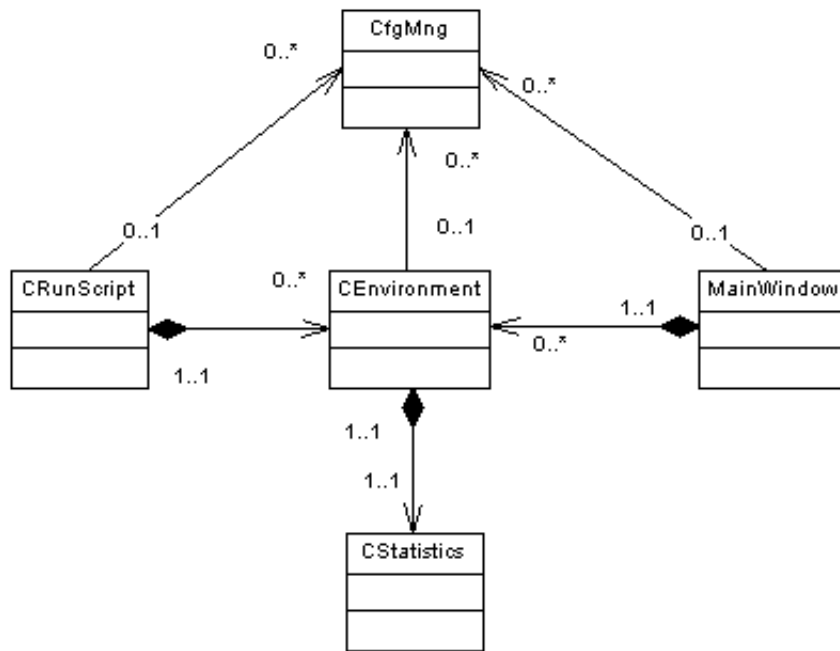 CfgMng
0..*
0..*
0..*
0..1
0..1
0..1
CRunScript
0..*
CEnvironment
1..1
MainWindow
0..*
1..1
1..1
1..1
CStatistics